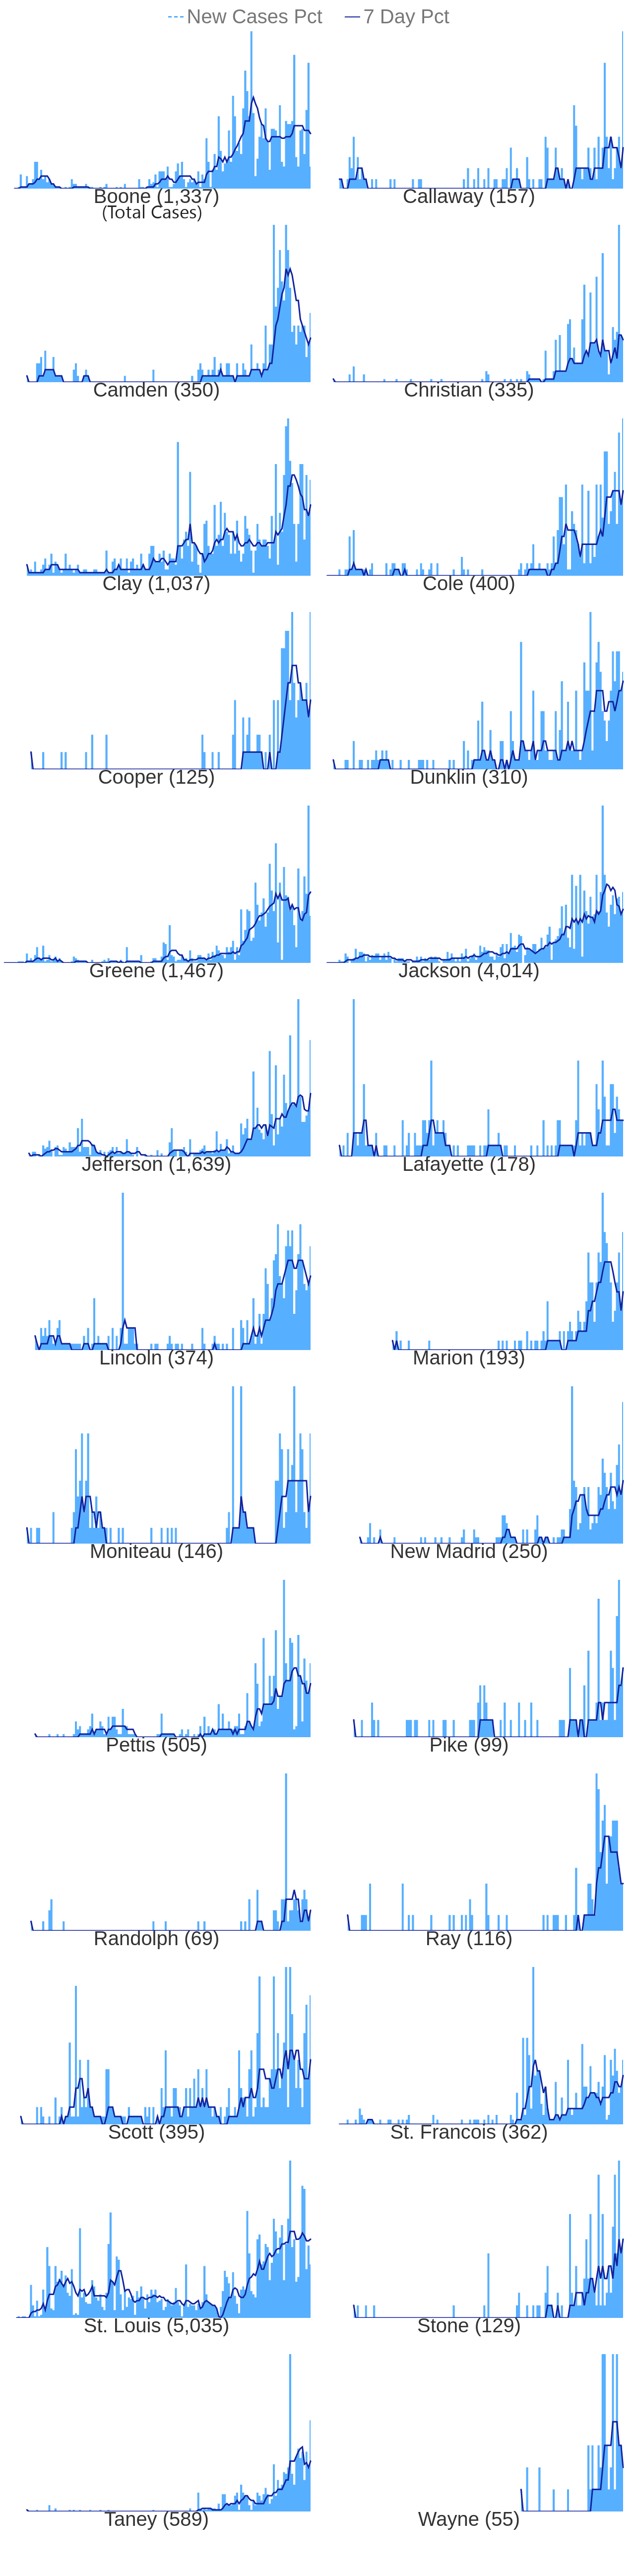 New Cases Pct 7 Day Pct
Boone (1,337) Callaway (157)
(Total Cases)
Camden (350) Christian (335)
Clay (1,037) Cole (400)
Cooper (125) Dunklin (310)
Greene (1,467) Jackson (4,014)
Jefferson (1,639) Lafayette (178)
Lincoln (374) Marion (193)
Moniteau (146) New Madrid (250)
Pettis (505) Pike (99)
Randolph (69) Ray (116)
Scott (395) St. Francois (362)
St. Louis (5,035) Stone (129)
Taney (589) Wayne (55)